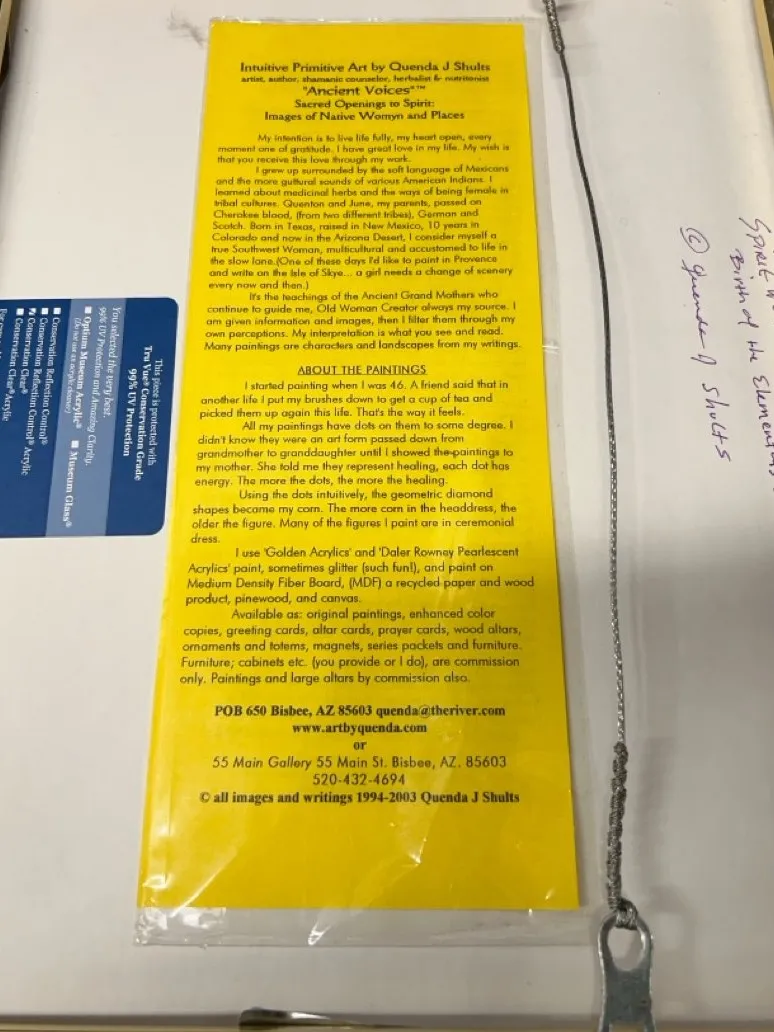 Intuitive Primitive Art by Quenda J Shults
artist, author, shamanic counselor, herbalist & nutritionist
"Ancient Voices"™
Sacred Openings to Spirit:
Images of Native Womyn and Places
My intention is to live life fully, my heart open, every
moment one of gratitude. I have great love in my life. My wish is
that you receive this love through my work.
I grew up surrounded by the soft language of Mexicans
and the more guttural sounds of various American Indians. I
learned about medicinal herbs and the ways of being female in
tribal cultures. Quenton and June, my parents, passed on
Cherokee blood, (from two different tribes), German and
Scotch. Born in Texas, raised in New Mexico, 10 years in
Colorado and now in the Arizona Desert, I consider myself a
true Southwest Woman, multicultural and accustomed to life in
the slow lane.(One of these days I'd like to paint in Provence
and write on the Isle of Skye... a girl needs a change of scenery
every now and then.)
It's the teachings of the Ancient Grand Mothers who
continue to guide me, Old Woman Creator always my source. I
am given information and images, then I filter them through my
own perceptions. My interpretation is what you see and read.
Many paintings are characters and landscapes from my writings.
ABOUT THE PAINTINGS
I started painting when I was 46. A friend said that in
another life I put my brushes down to get a cup of tea and
picked them up again this life. That's the way it feels.
All my paintings have dots on them to some degree. I
didn't know they were an art form passed down from
grandmother to granddaughter until I showed the paintings to
my mother. She told me they represent healing, each dot has
energy. The more the dots, the more the healing.
Using the dots intuitively, the geometric diamond
shapes became my corn. The more corn in the headdress, the
older the figure. Many of the figures I paint are in ceremonial
dress.
I use 'Golden Acrylics' and 'Daler Rowney Pearlescent
Acrylics' paint, sometimes glitter (such fun!), and paint on
Medium Density Fiber Board, (MDF) a recycled paper and wood
product, pinewood, and canvas.
Available as: original paintings, enhanced color
copies, greeting cards, altar cards, prayer cards, wood altars,
ornaments and totems, magnets, series packets and furniture.
Furniture; cabinets etc. (you provide or I do), are commission
only. Paintings and large altars by commission also.
POB 650 Bisbee, AZ 85603 quenda@theriver.com
www.artbyquenda.com
or
55 Main Gallery 55 Main St. Bisbee, AZ. 85603
520-432-4694
© all images and writings 1994-2003 Quenda J Shults
This piece is protected with
Tru Vue® Conservation Grade
99% UV Protection
You selected the very best.
99% UV Protection and Amazing Clarity.
■ Optium Museum Acrylic® ■ Museum Glass®
(Do not use as acrylic cleaner)
■ Conservation Reflection Control®
■ Conservation Reflection Control® Acrylic
■ Conservation Clear®
■ Conservation Clear® Acrylic
Spirit
Birth of the Elements
© Quenda J Shults